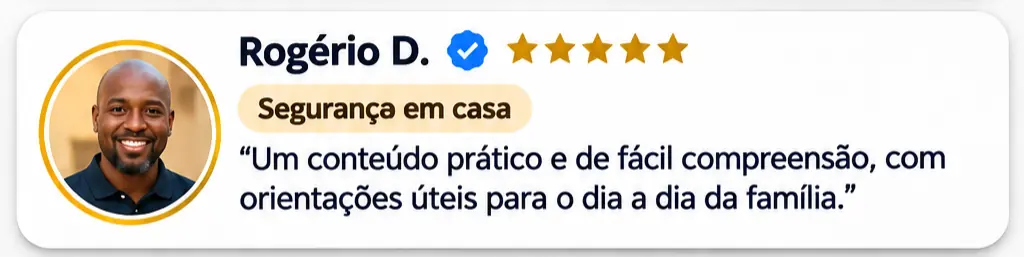 Rogério D.
Segurança em casa
“Um conteúdo prático e de fácil compreensão, com
orientações úteis para o dia a dia da família.”